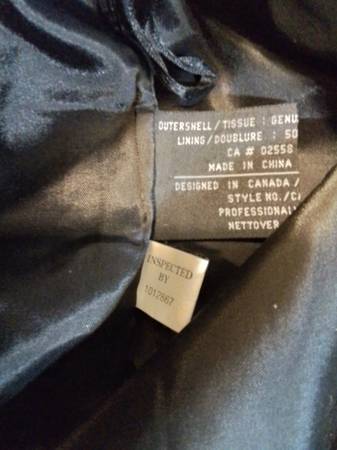 OUTERSHELL/TISSUE : GENU
LINING/DOUBLURE : 50
CA # 02558
MADE IN CHINA
DESIGNED IN CANADA/
STYLE NO./C
PROFESSIONAL
NETTOYER
INSPECTED
BY
1012667